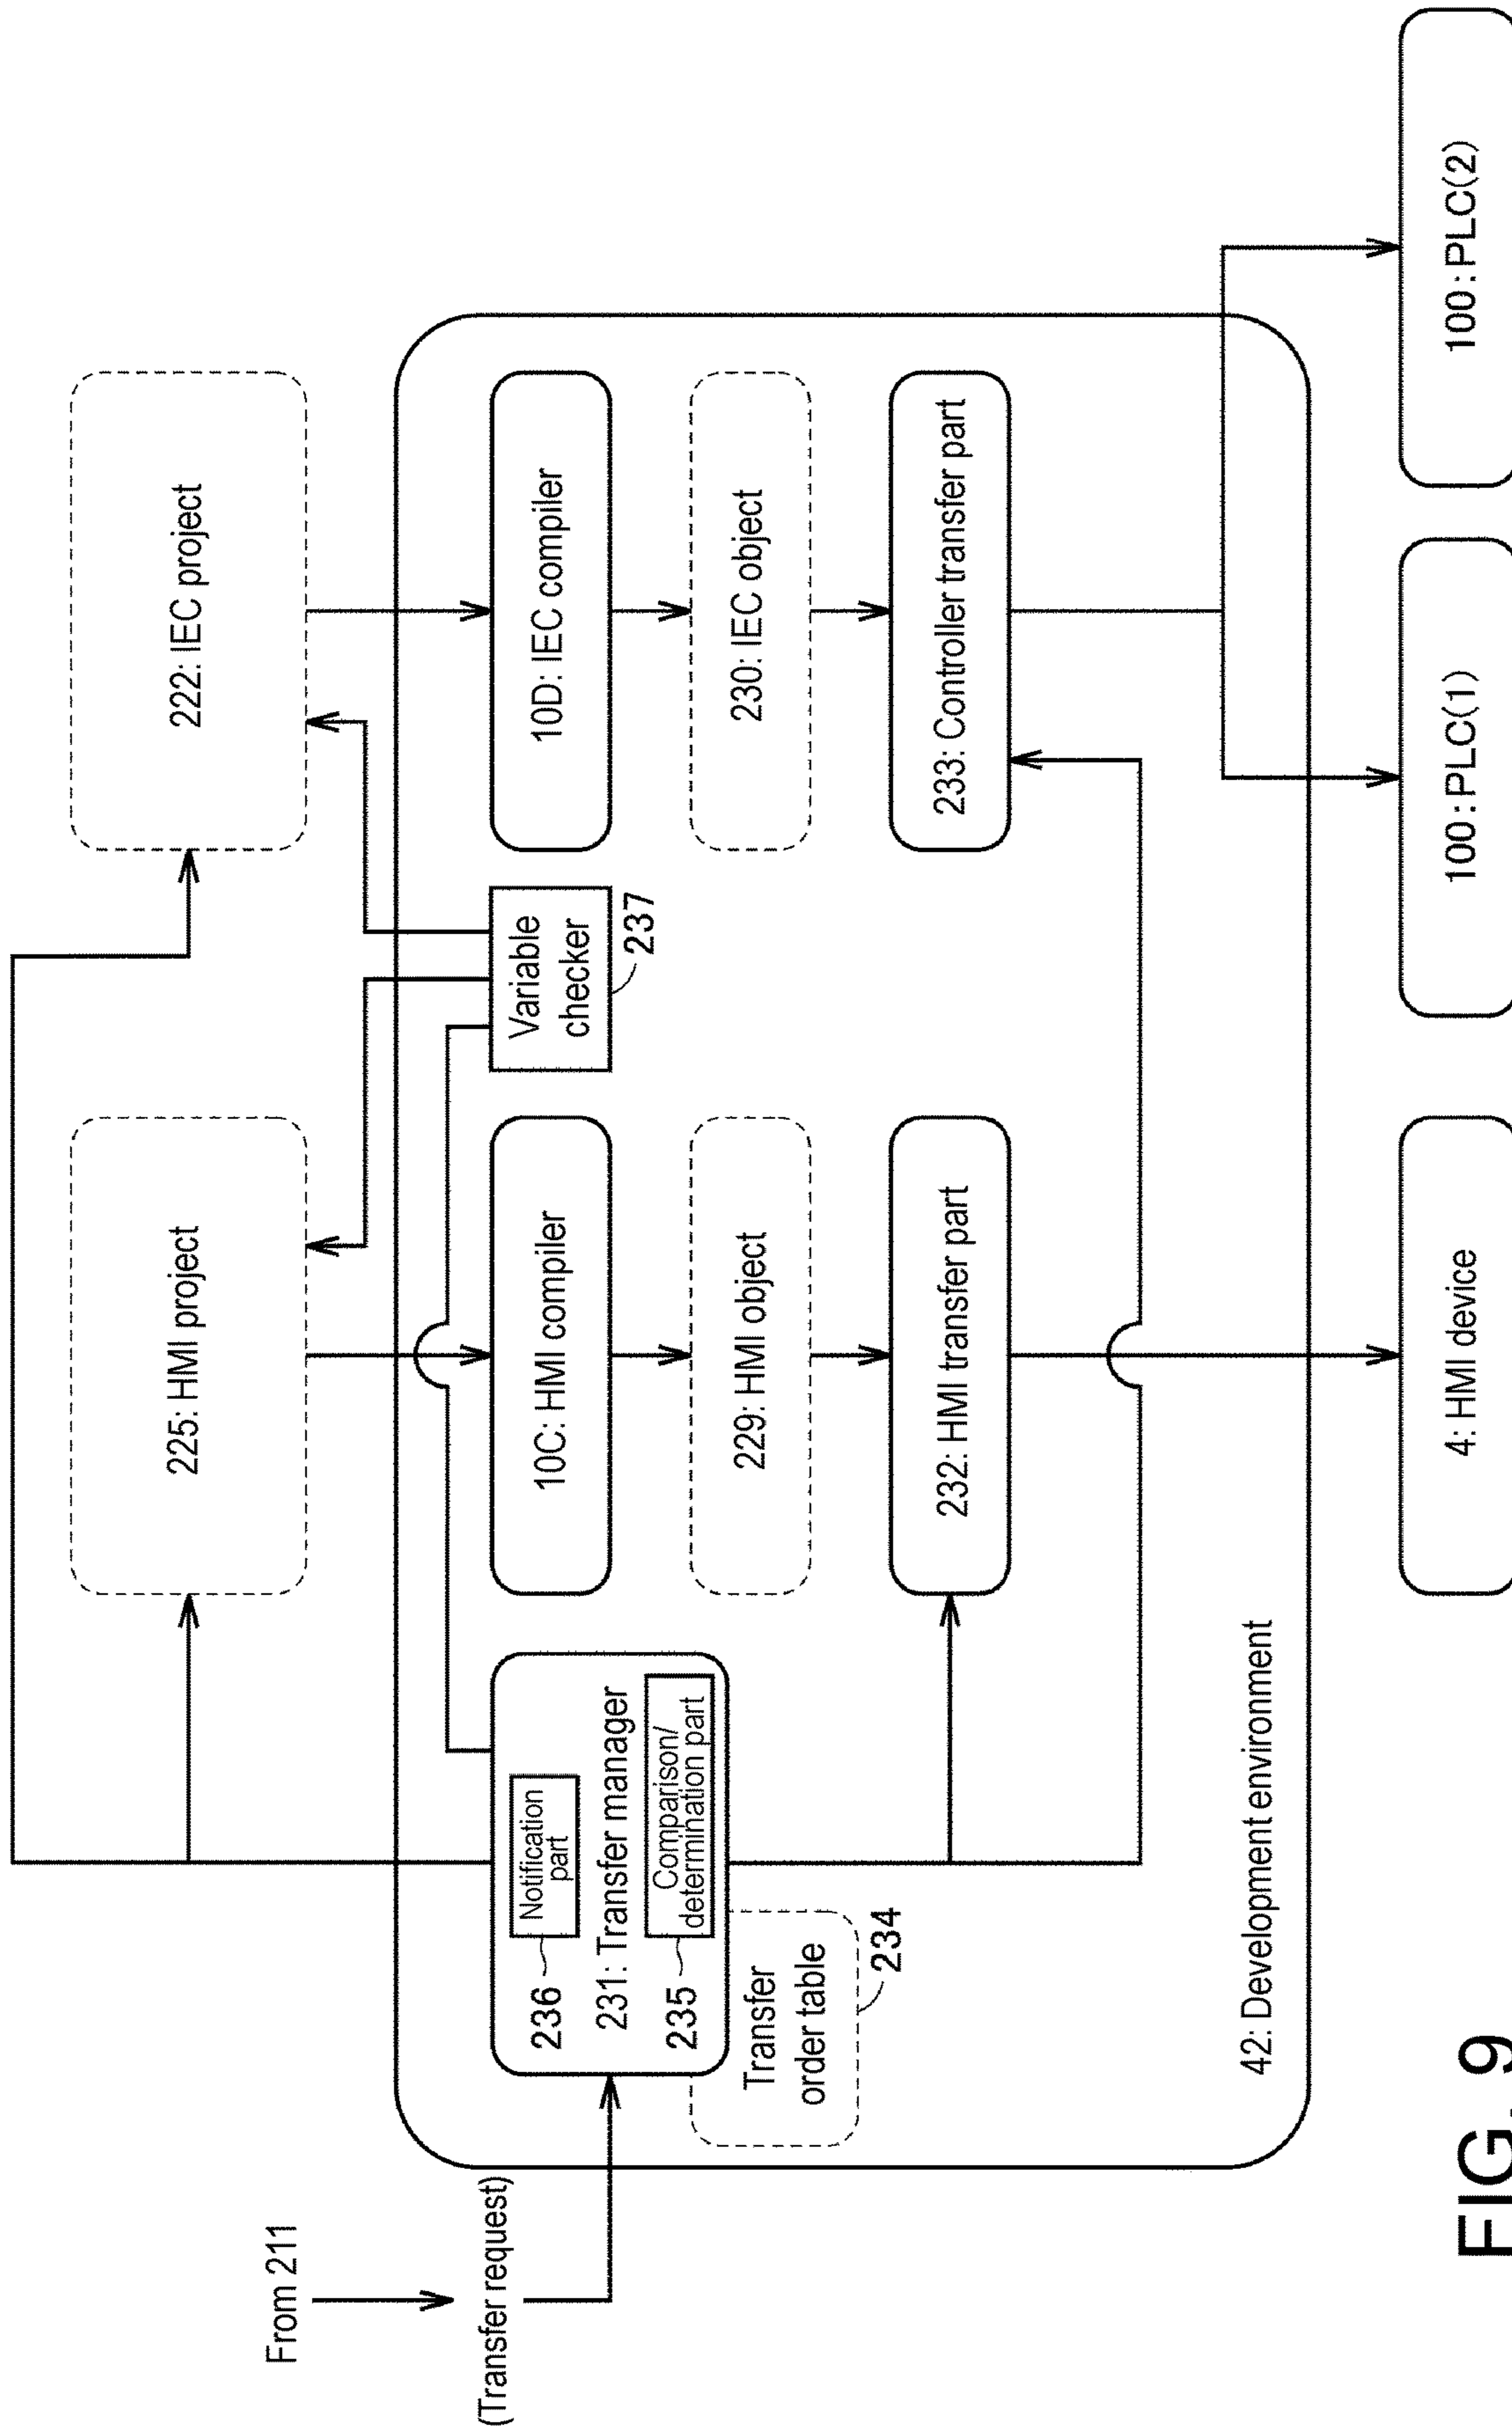 From 211
(Transfer request)
225: HMI project
222: IEC project
236
Notification
part
231: Transfer manager
235
Comparison/
determination part
Transfer
order table
234
10C: HMI compiler
Variable
checker
237
10D: IEC compiler
229: HMI object
230: IEC object
232: HMI transfer part
233: Controller transfer part
42: Development environment
4: HMI device
100:PLC(1)
100:PLC(2)
FIG. 9